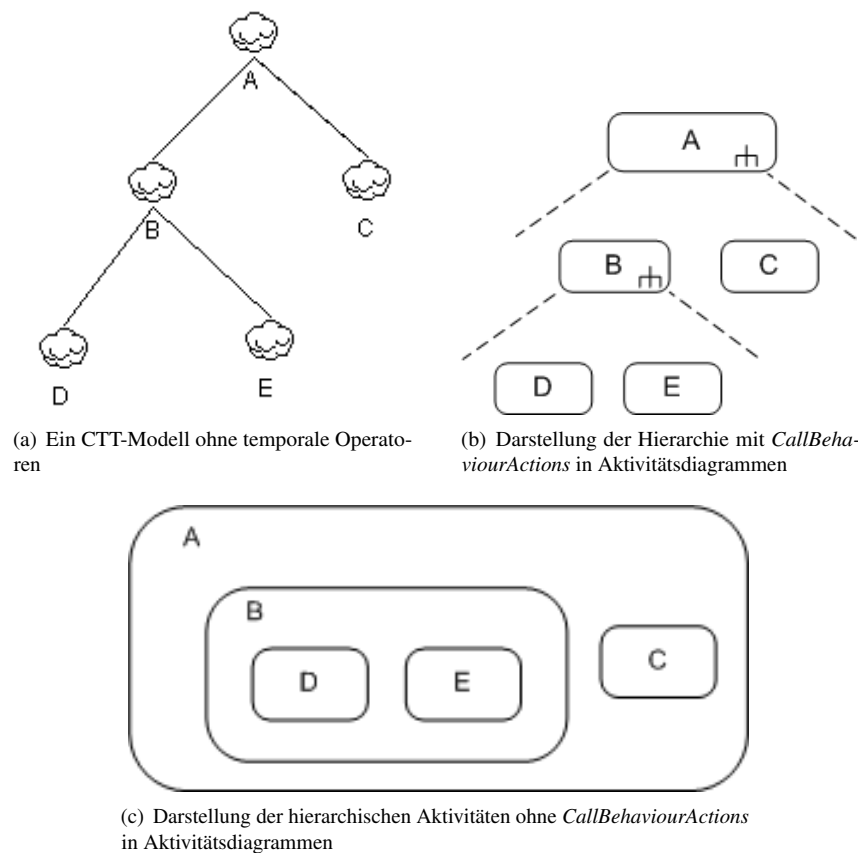 A
B
C
D
E
(a) Ein CTT-Modell ohne temporale Operato-
ren
A
B
C
D
E
(b) Darstellung der Hierarchie mit CallBeha-
viourActions in Aktivitätsdiagrammen
A
B
D
E
C
(c) Darstellung der hierarchischen Aktivitäten ohne CallBehaviourActions
in Aktivitätsdiagrammen